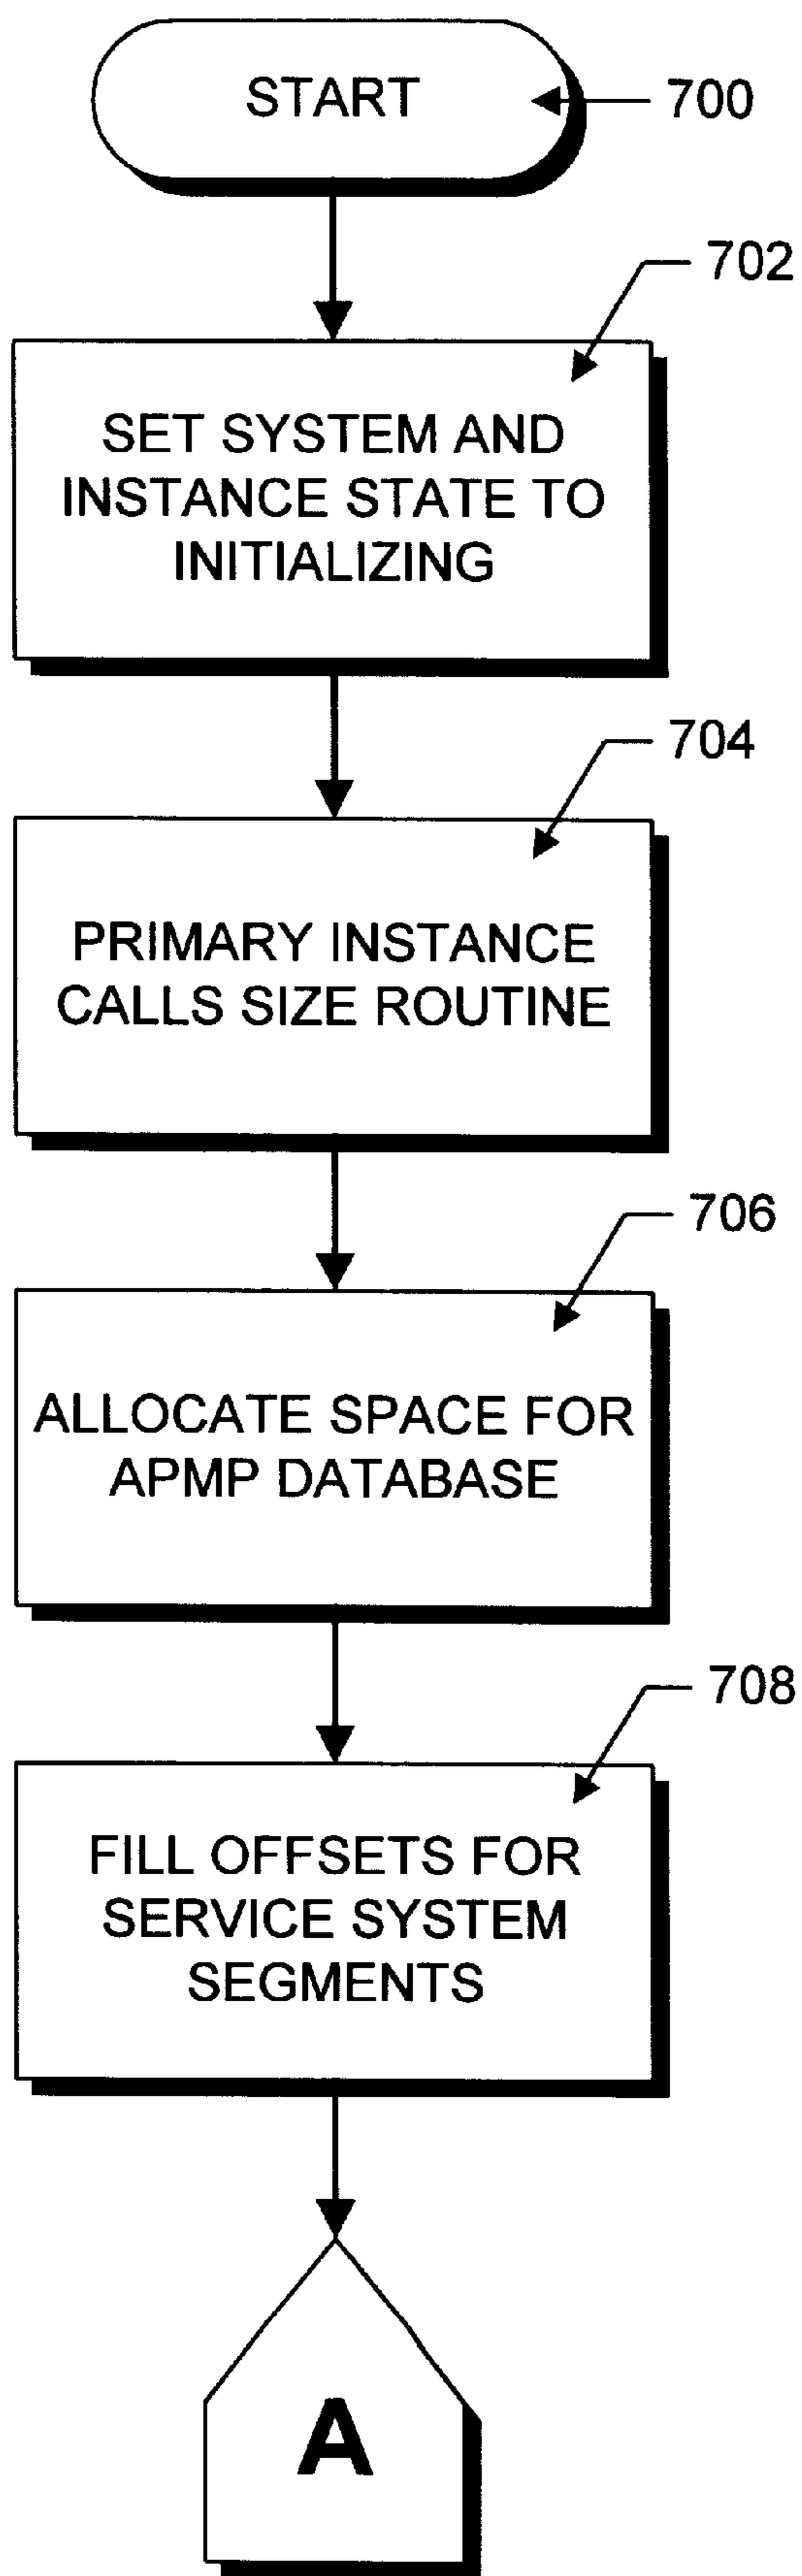 START
700
702
SET SYSTEM AND
INSTANCE STATE TO
INITIALIZING
704
PRIMARY INSTANCE
CALLS SIZE ROUTINE
706
ALLOCATE SPACE FOR
APMP DATABASE
708
FILL OFFSETS FOR
SERVICE SYSTEM
SEGMENTS
A